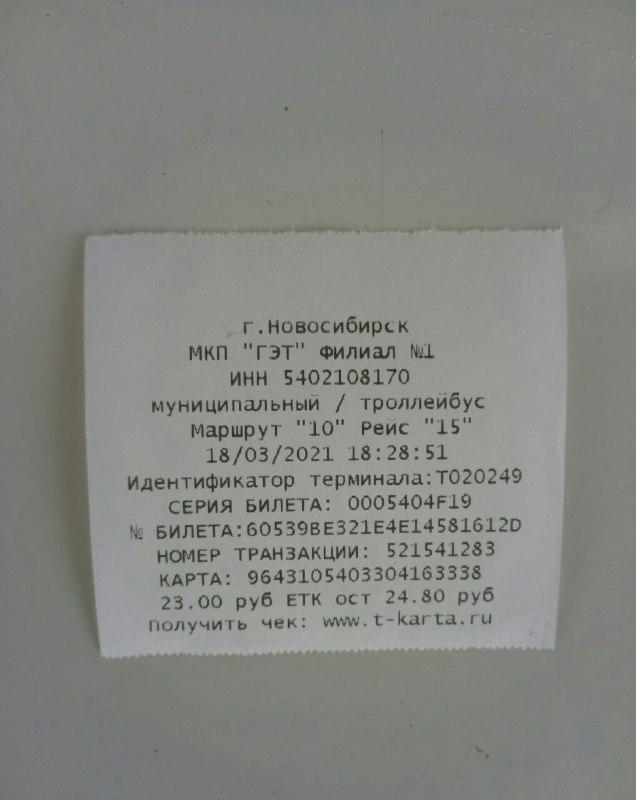 г.Новосибирск
МКП "ГЭТ" Филиал №1
ИНН 5402108170
муниципальный / троллейбус
Маршрут "10" Рейс "15"
18/03/2021 18:28:51
Идентификатор терминала:T020249
СЕРИЯ БИЛЕТА: 0005404F19
№ БИЛЕТА:60539BE321E4E14581612D
НОМЕР ТРАНЗАКЦИИ: 521541283
КАРТА: 9643105403304163338
23.00 руб ЕТК ост 24.80 руб
Получить чек: www.t-karta.ru